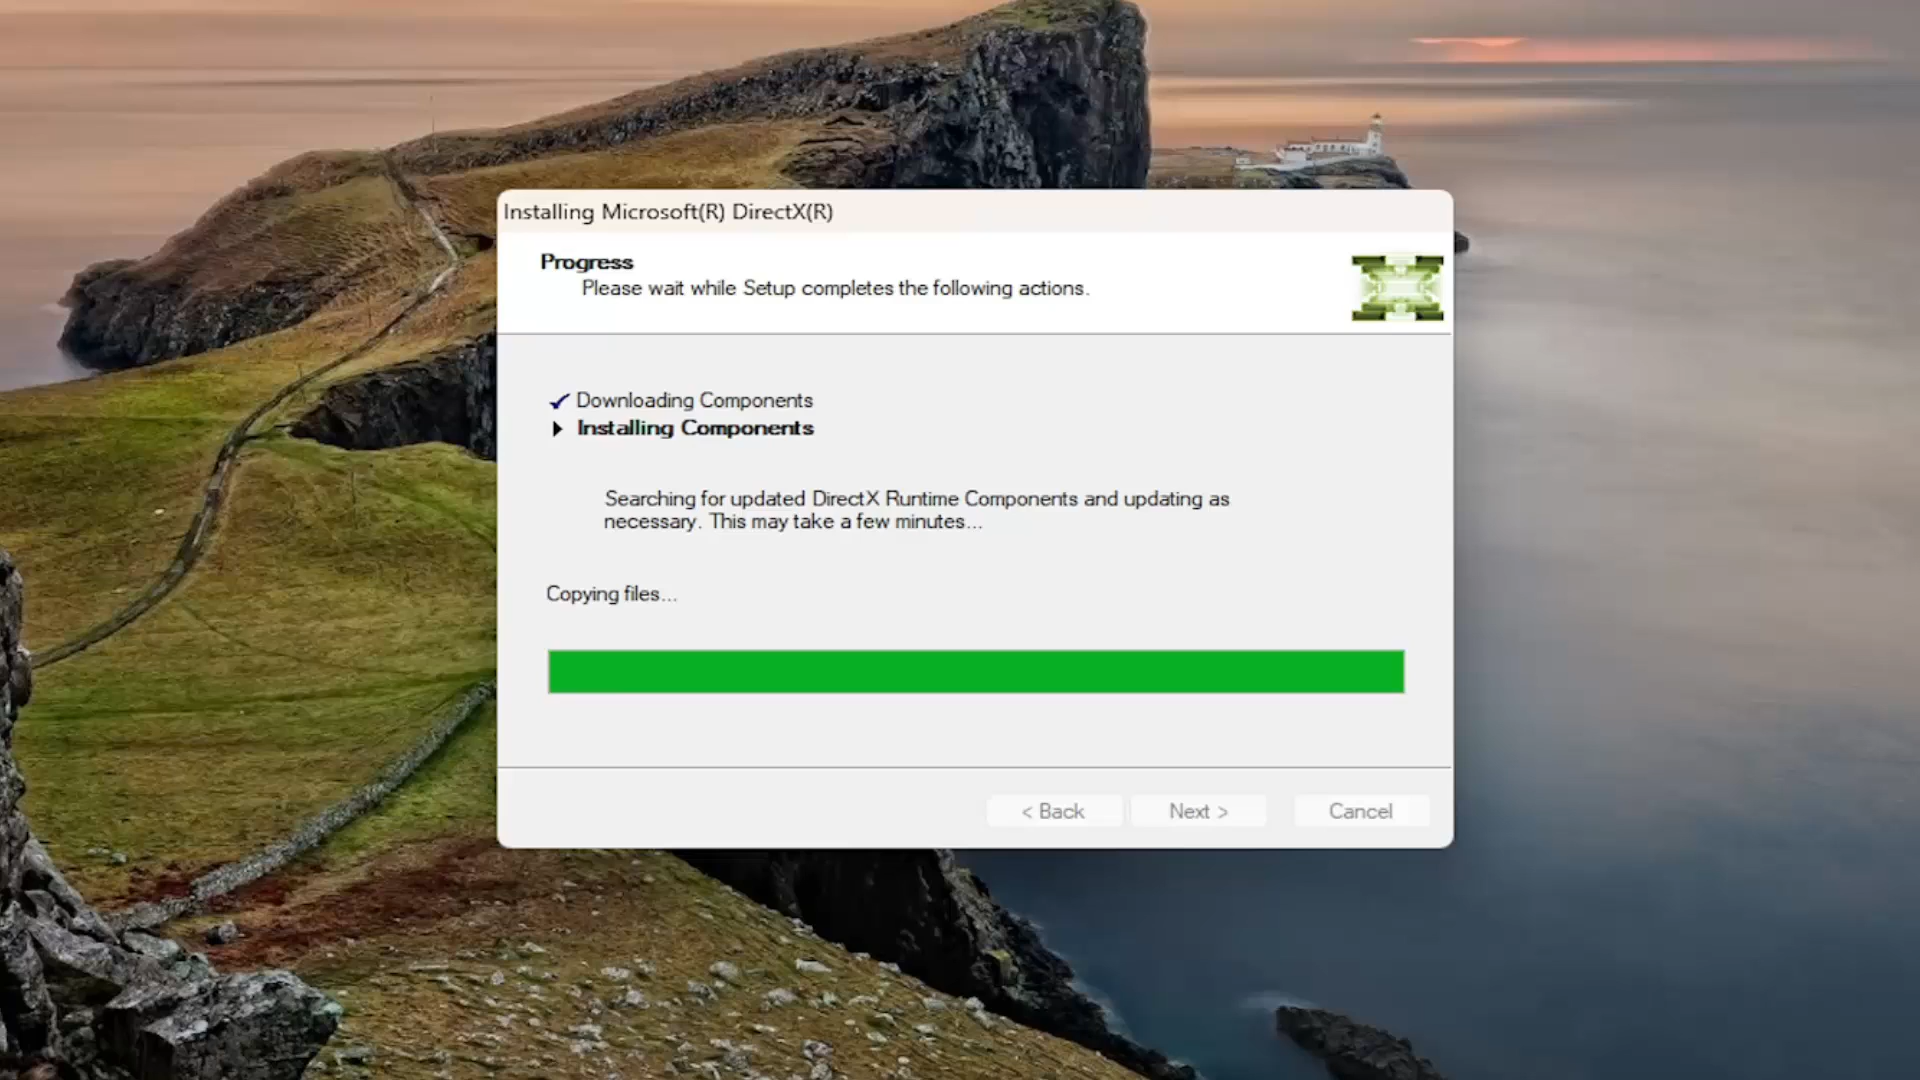 Installing Microsoft(R) DirectX(R)
Progress
Please wait while Setup completes the following actions.
Downloading Components
Installing Components
Searching for updated DirectX Runtime Components and updating as
necessary. This may take a few minutes...
Copying files...
< Back
Next >
Cancel